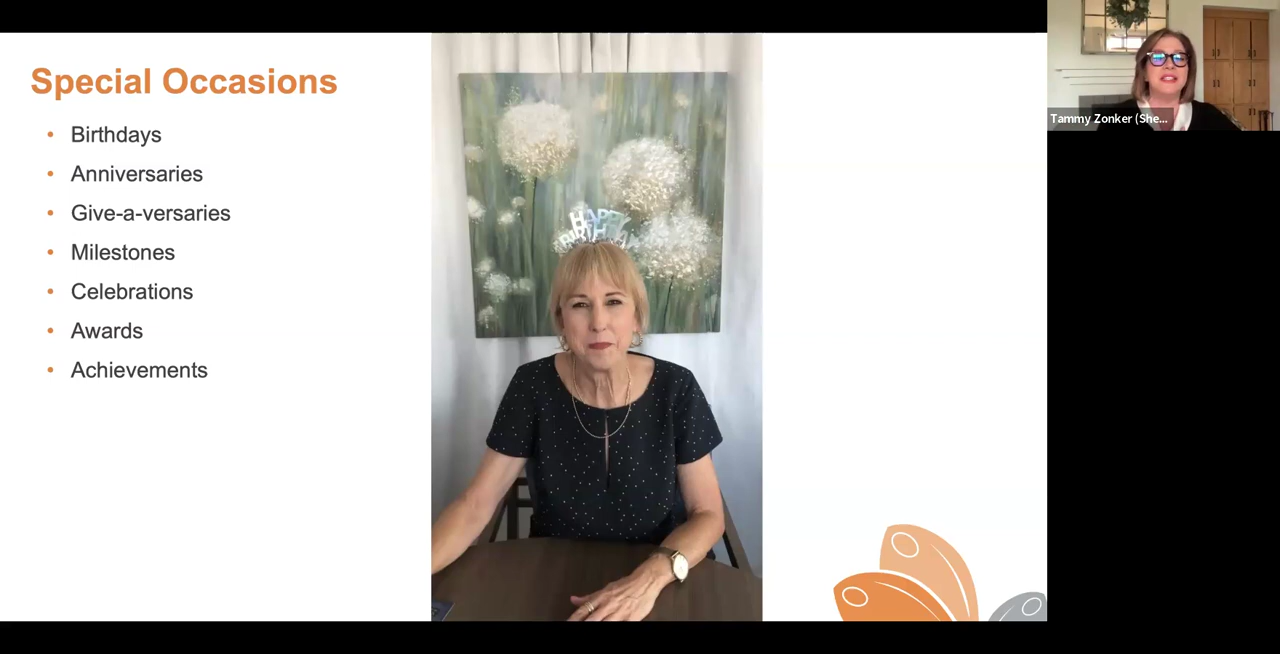 Special Occasions
• Birthdays
• Anniversaries
• Give-a-versaries
• Milestones
• Celebrations
• Awards
• Achievements
HAPPY
BIRTHDAY
Tammy Zonker (She...